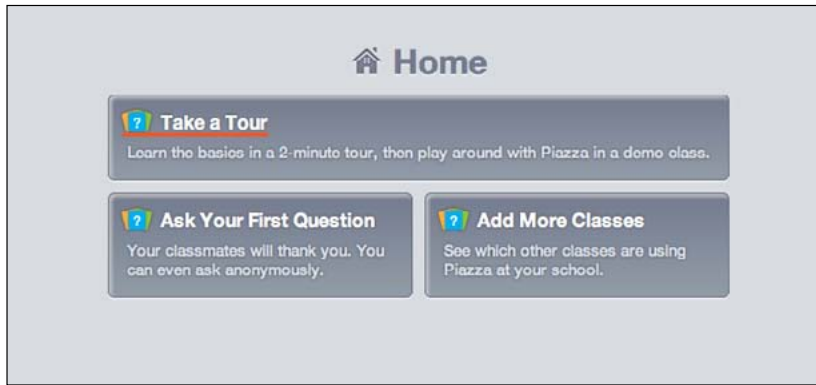 Home
? Take a Tour
Learn the basics in a 2-minute tour, then play around with Piazza in a demo class.
? Ask Your First Question
Your classmates will thank you. You
can even ask anonymously.
? Add More Classes
See which other classes are using
Piazza at your school.